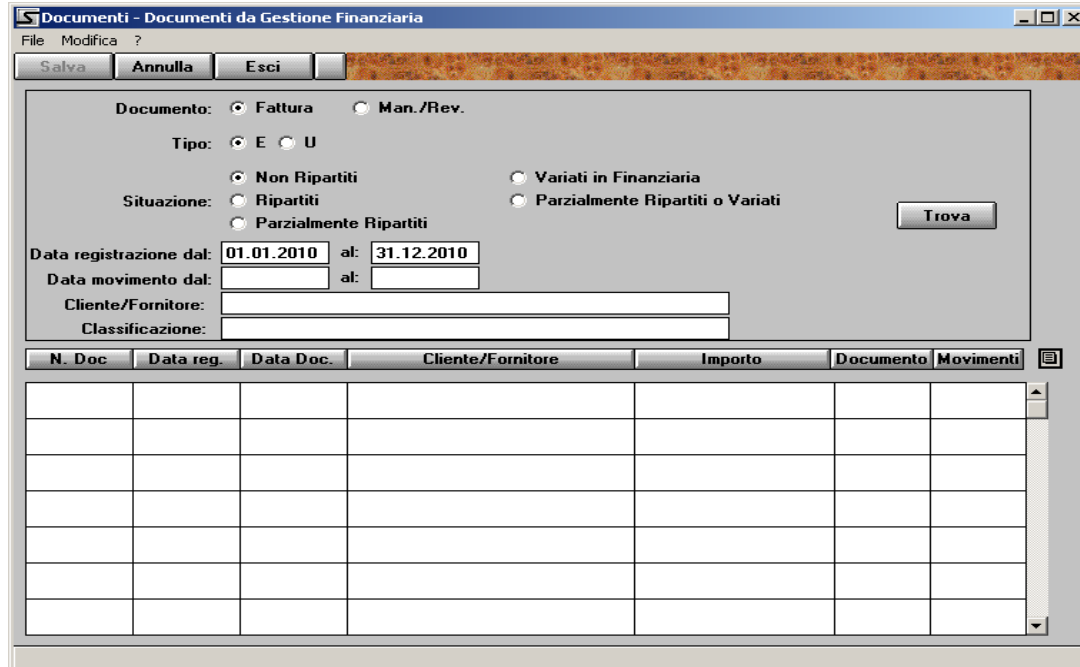 Documenti - Documenti da Gestione Finanziaria
File Modifica ?
Salva Annulla Esci
Documento: Fattura Man./Rev.
Tipo: E U
Non Ripartiti Variati in Finanziaria
Situazione: Ripartiti Parzialmente Ripartiti o Variati
Trova
Parzialmente Ripartiti
Data registrazione dal: 01.01.2010 al: 31.12.2010
Data movimento dal: al:
Cliente/Fornitore:
Classificazione:
N. Doc Data reg. Data Doc. Cliente/Fornitore Importo Documento Movimenti